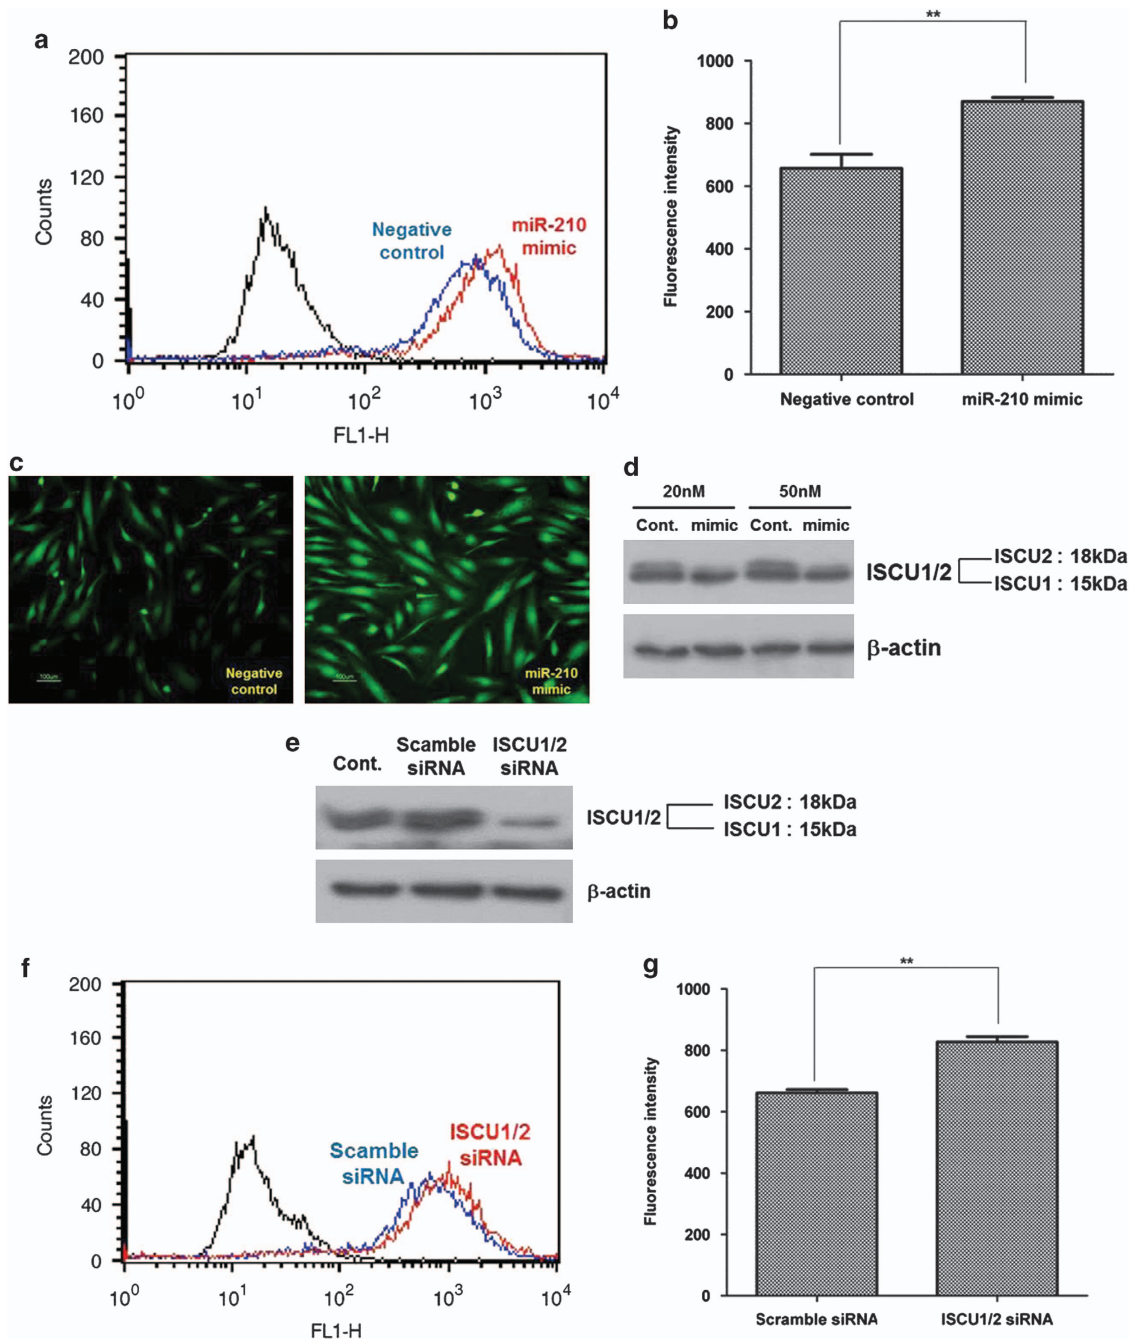 a
200
160
120
80
40
0
Counts
Negative
control
miR-210
mimic
10^0 10^1 10^2 10^3 10^4
FL1-H
b
**
1000
800
600
400
200
0
Fluorescence intensity
Negative control miR-210 mimic
c
100μm
Negative
control
100μm
miR-210
mimic
d
20nM 50nM
Cont. mimic Cont. mimic
ISCU1/2
ISCU2 : 18kDa
ISCU1 : 15kDa
β-actin
e
Cont.
Scamble
siRNA
ISCU1/2
siRNA
ISCU1/2
ISCU2 : 18kDa
ISCU1 : 15kDa
β-actin
f
200
160
120
80
40
0
Counts
Scamble
siRNA
ISCU1/2
siRNA
10^0 10^1 10^2 10^3 10^4
FL1-H
g
**
1000
800
600
400
200
0
Fluorescence intensity
Scramble siRNA ISCU1/2 siRNA